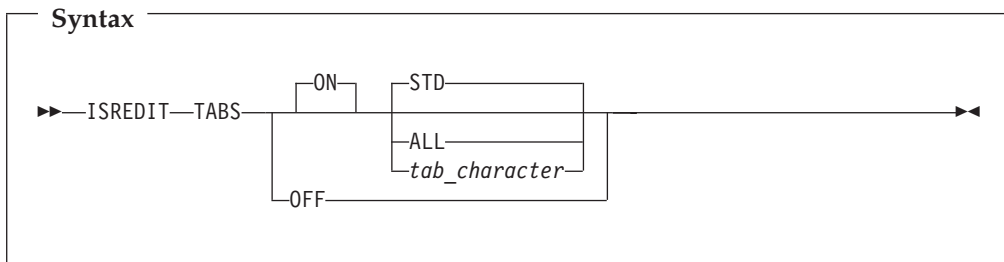 Syntax
ON STD
►►—ISREDIT—TABS ►◄
ALL
tab_character
OFF